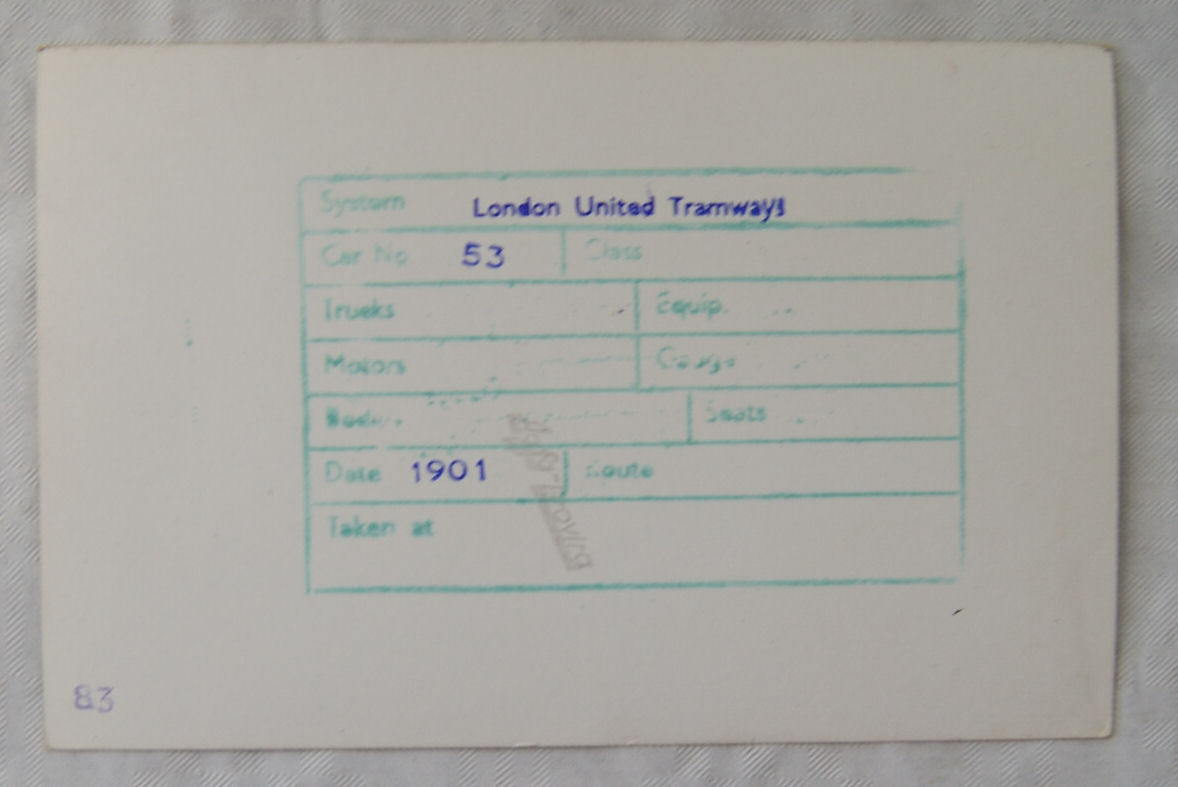 System London United Tramways
Car No 53 Class
Trucks Equip.
Motors Gauge
Body Seats
Date 1901 Route
Taken at
83